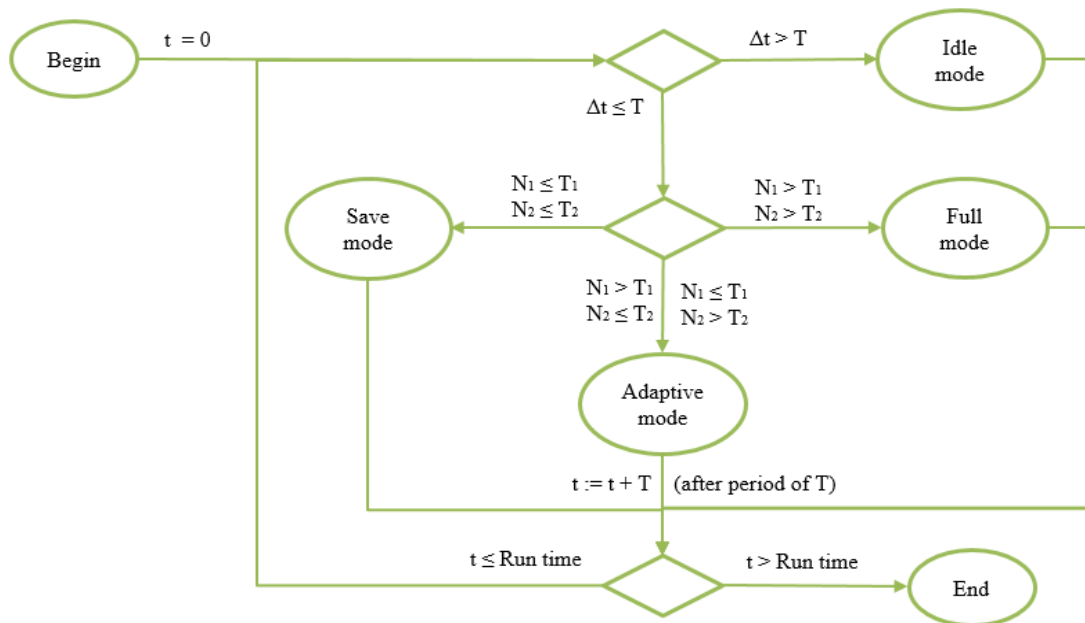 t = 0
Begin
Δt > T
Idle
mode
Δt ≤ T
N₁ ≤ T₁
N₂ ≤ T₂
N₁ > T₁
N₂ > T₂
Save
mode
Full
mode
N₁ > T₁
N₂ ≤ T₂
N₁ ≤ T₁
N₂ > T₂
Adaptive
mode
t := t + T
(after period of T)
t ≤ Run time
t > Run time
End